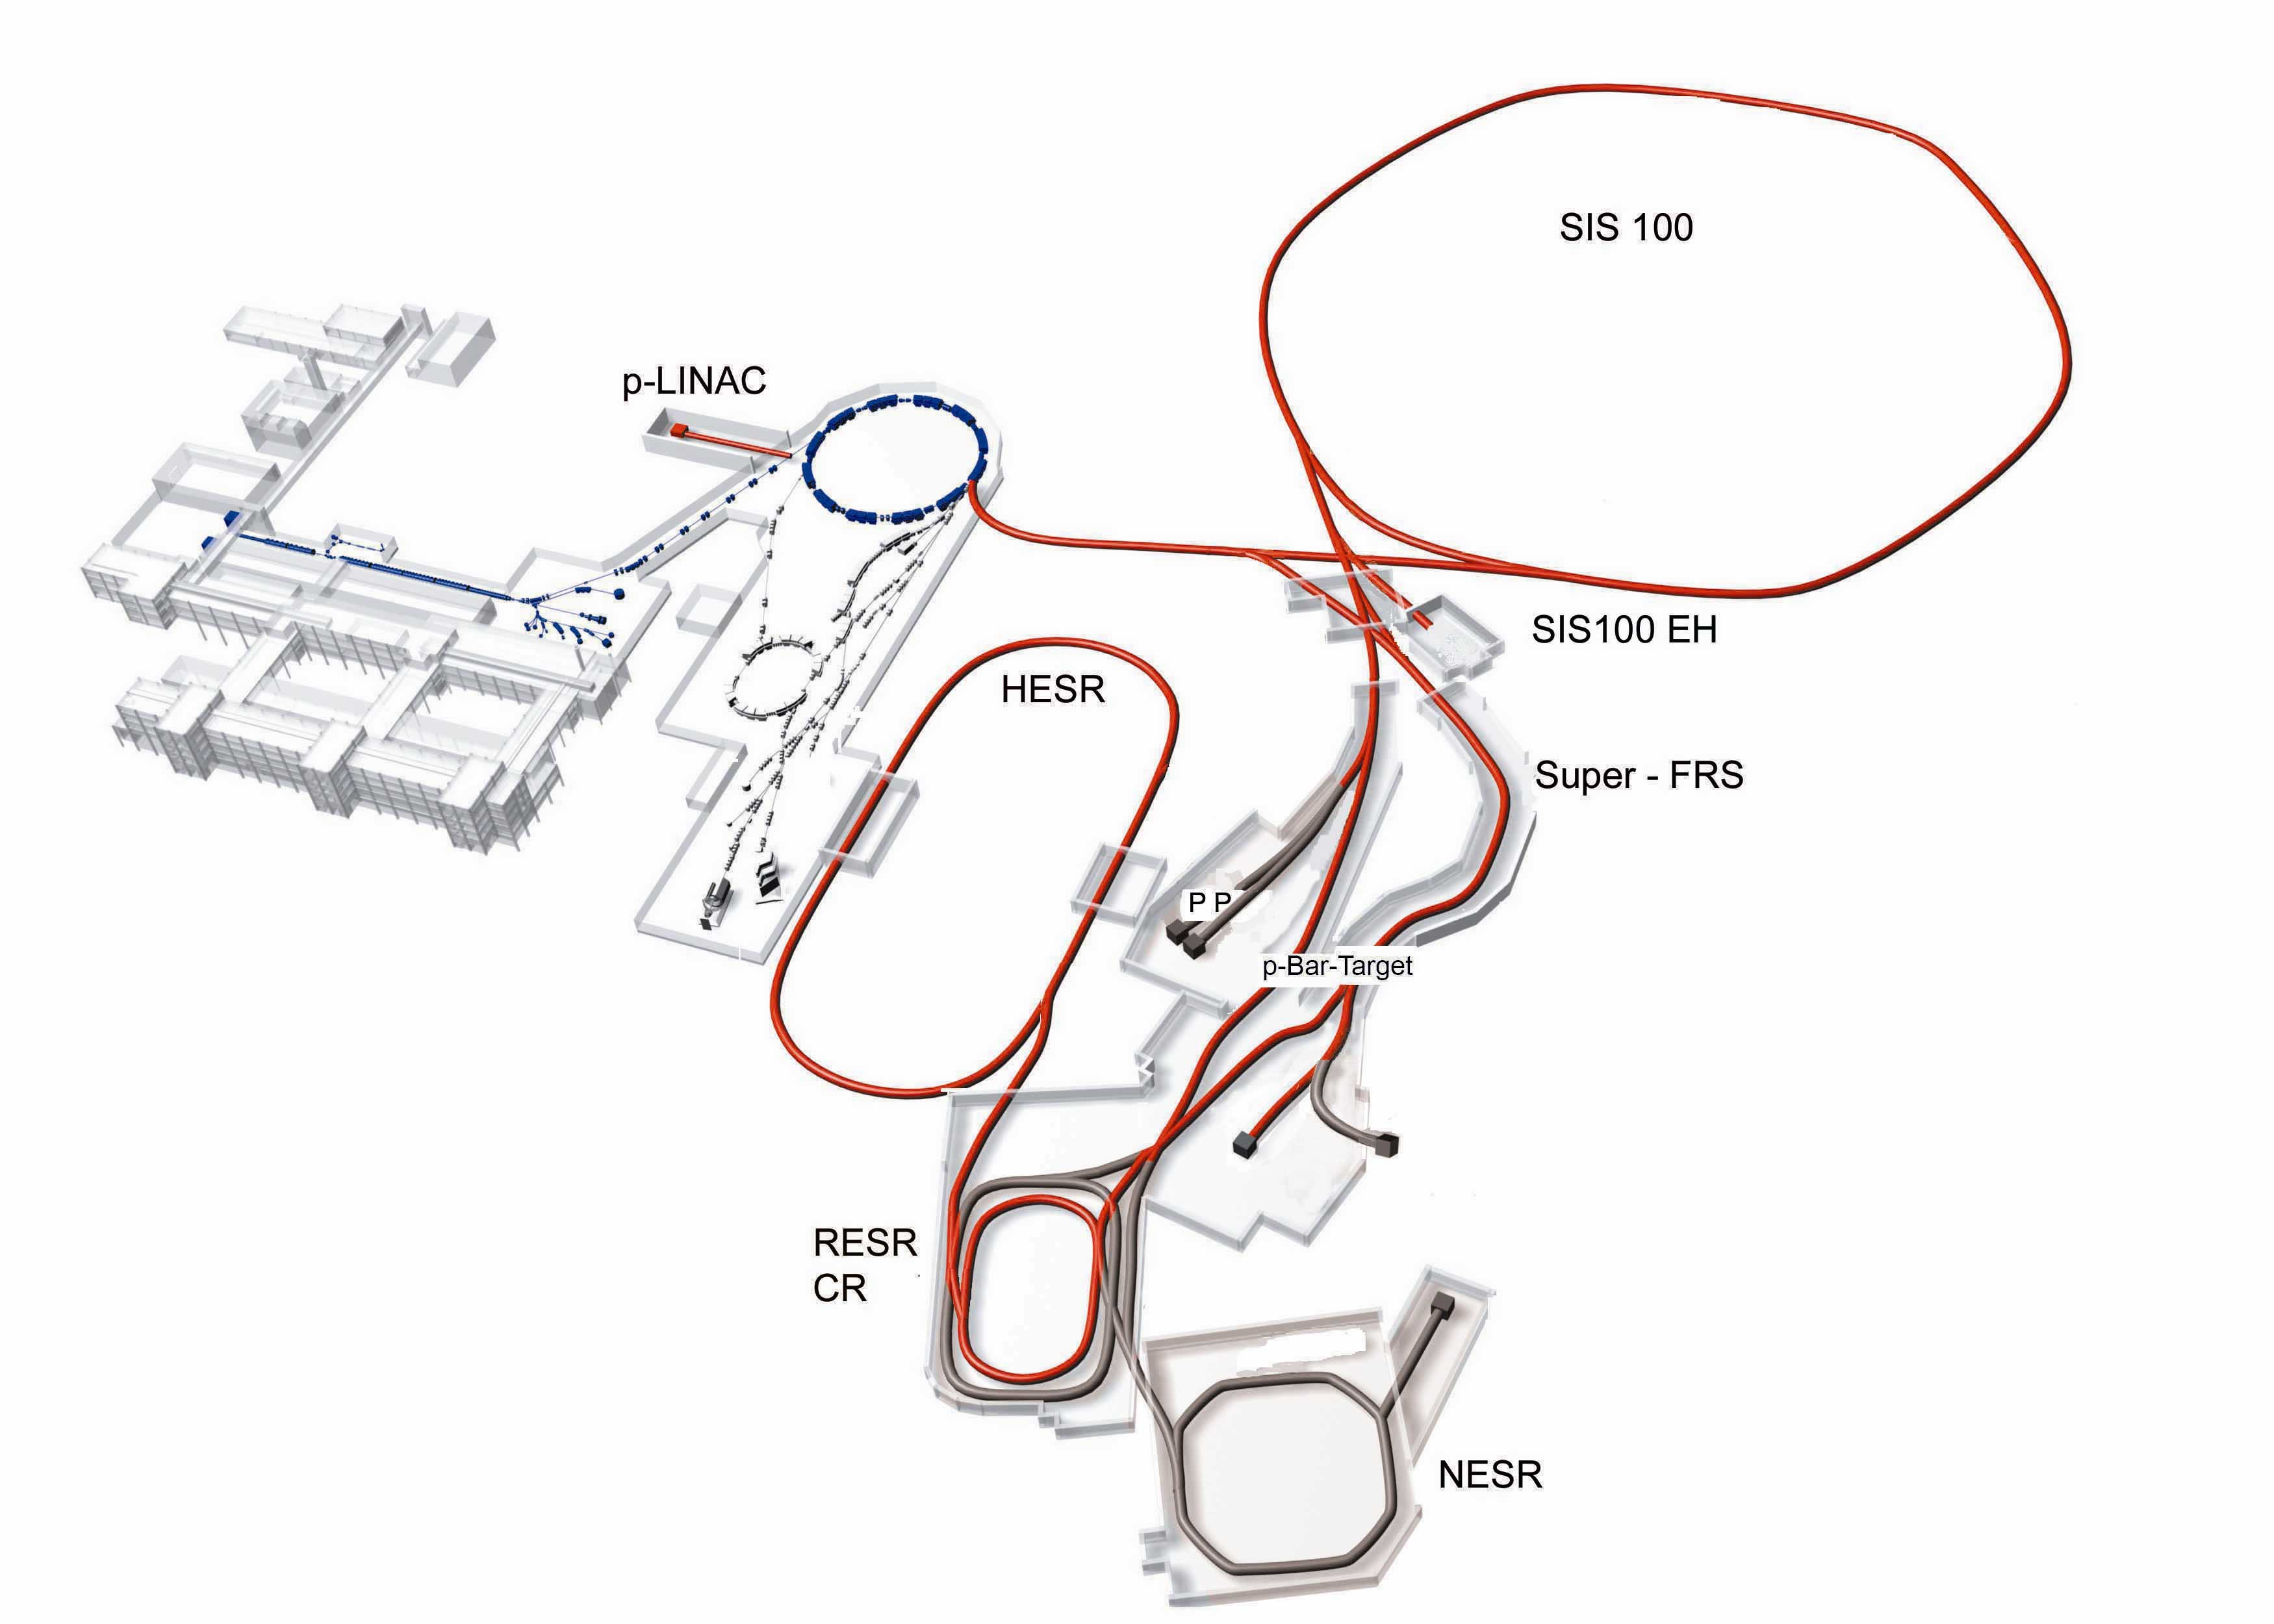 SIS 100
p-LINAC
SIS100 EH
HESR
Super - FRS
P P
p-Bar-Target
RESR
CR
NESR